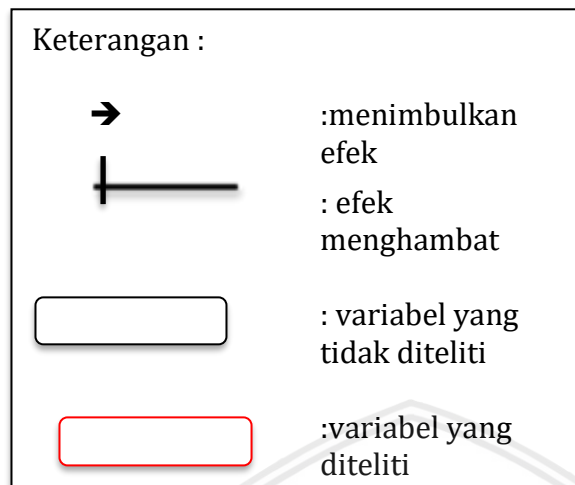 Keterangan :
:menimbulkan
efek
: efek
menghambat
: variabel yang
tidak diteliti
:variabel yang
diteliti